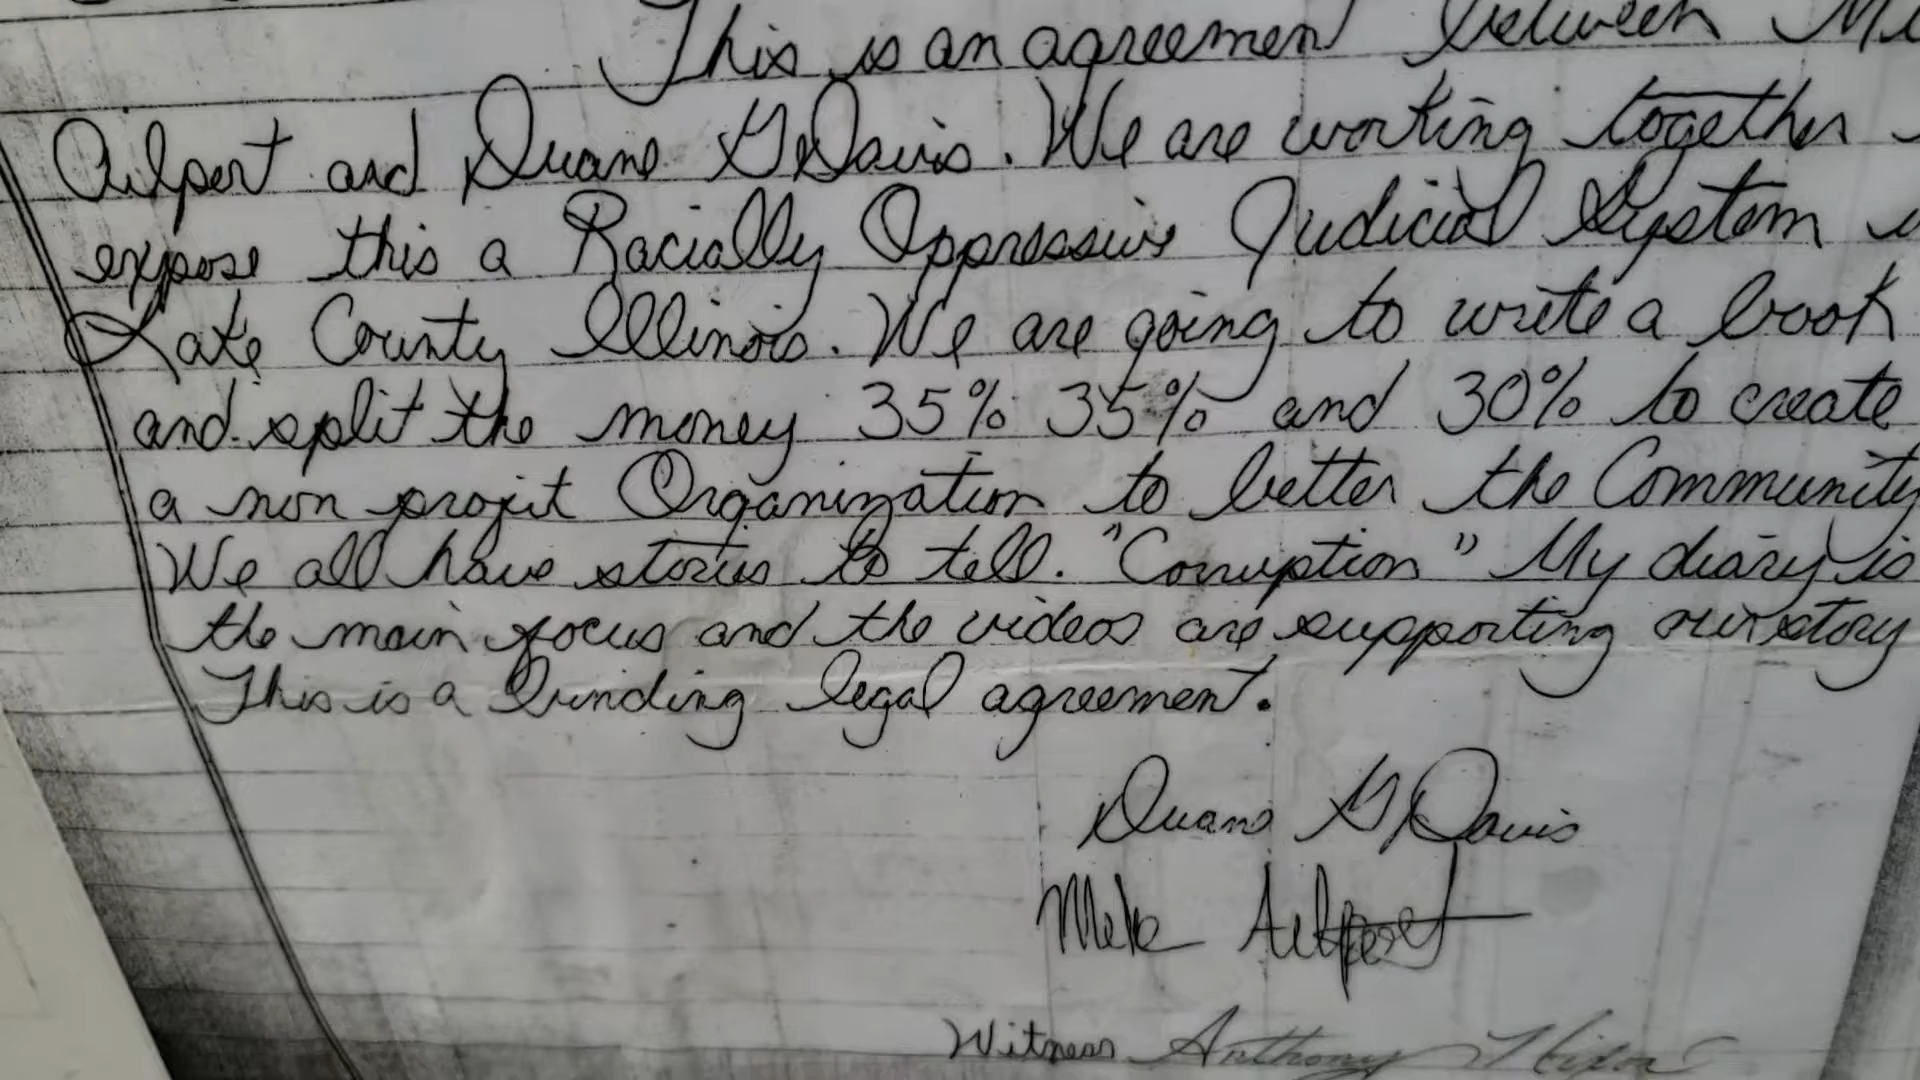 This is an agreement between Mi
Ailpert and Duane G Davis. We are working together
expose this a Racially Oppressive Judicial System
Lake County Illinois. We are going to write a book
and split the money 35% 35% and 30% to create
a non profit Organization to better the Community
We all have stories to tell. "Corruption" My diary is
the main focus and the videos are supporting our story
This is a binding legal agreement.
Duane G Davis
Mike Ailpert
Witness Anthony